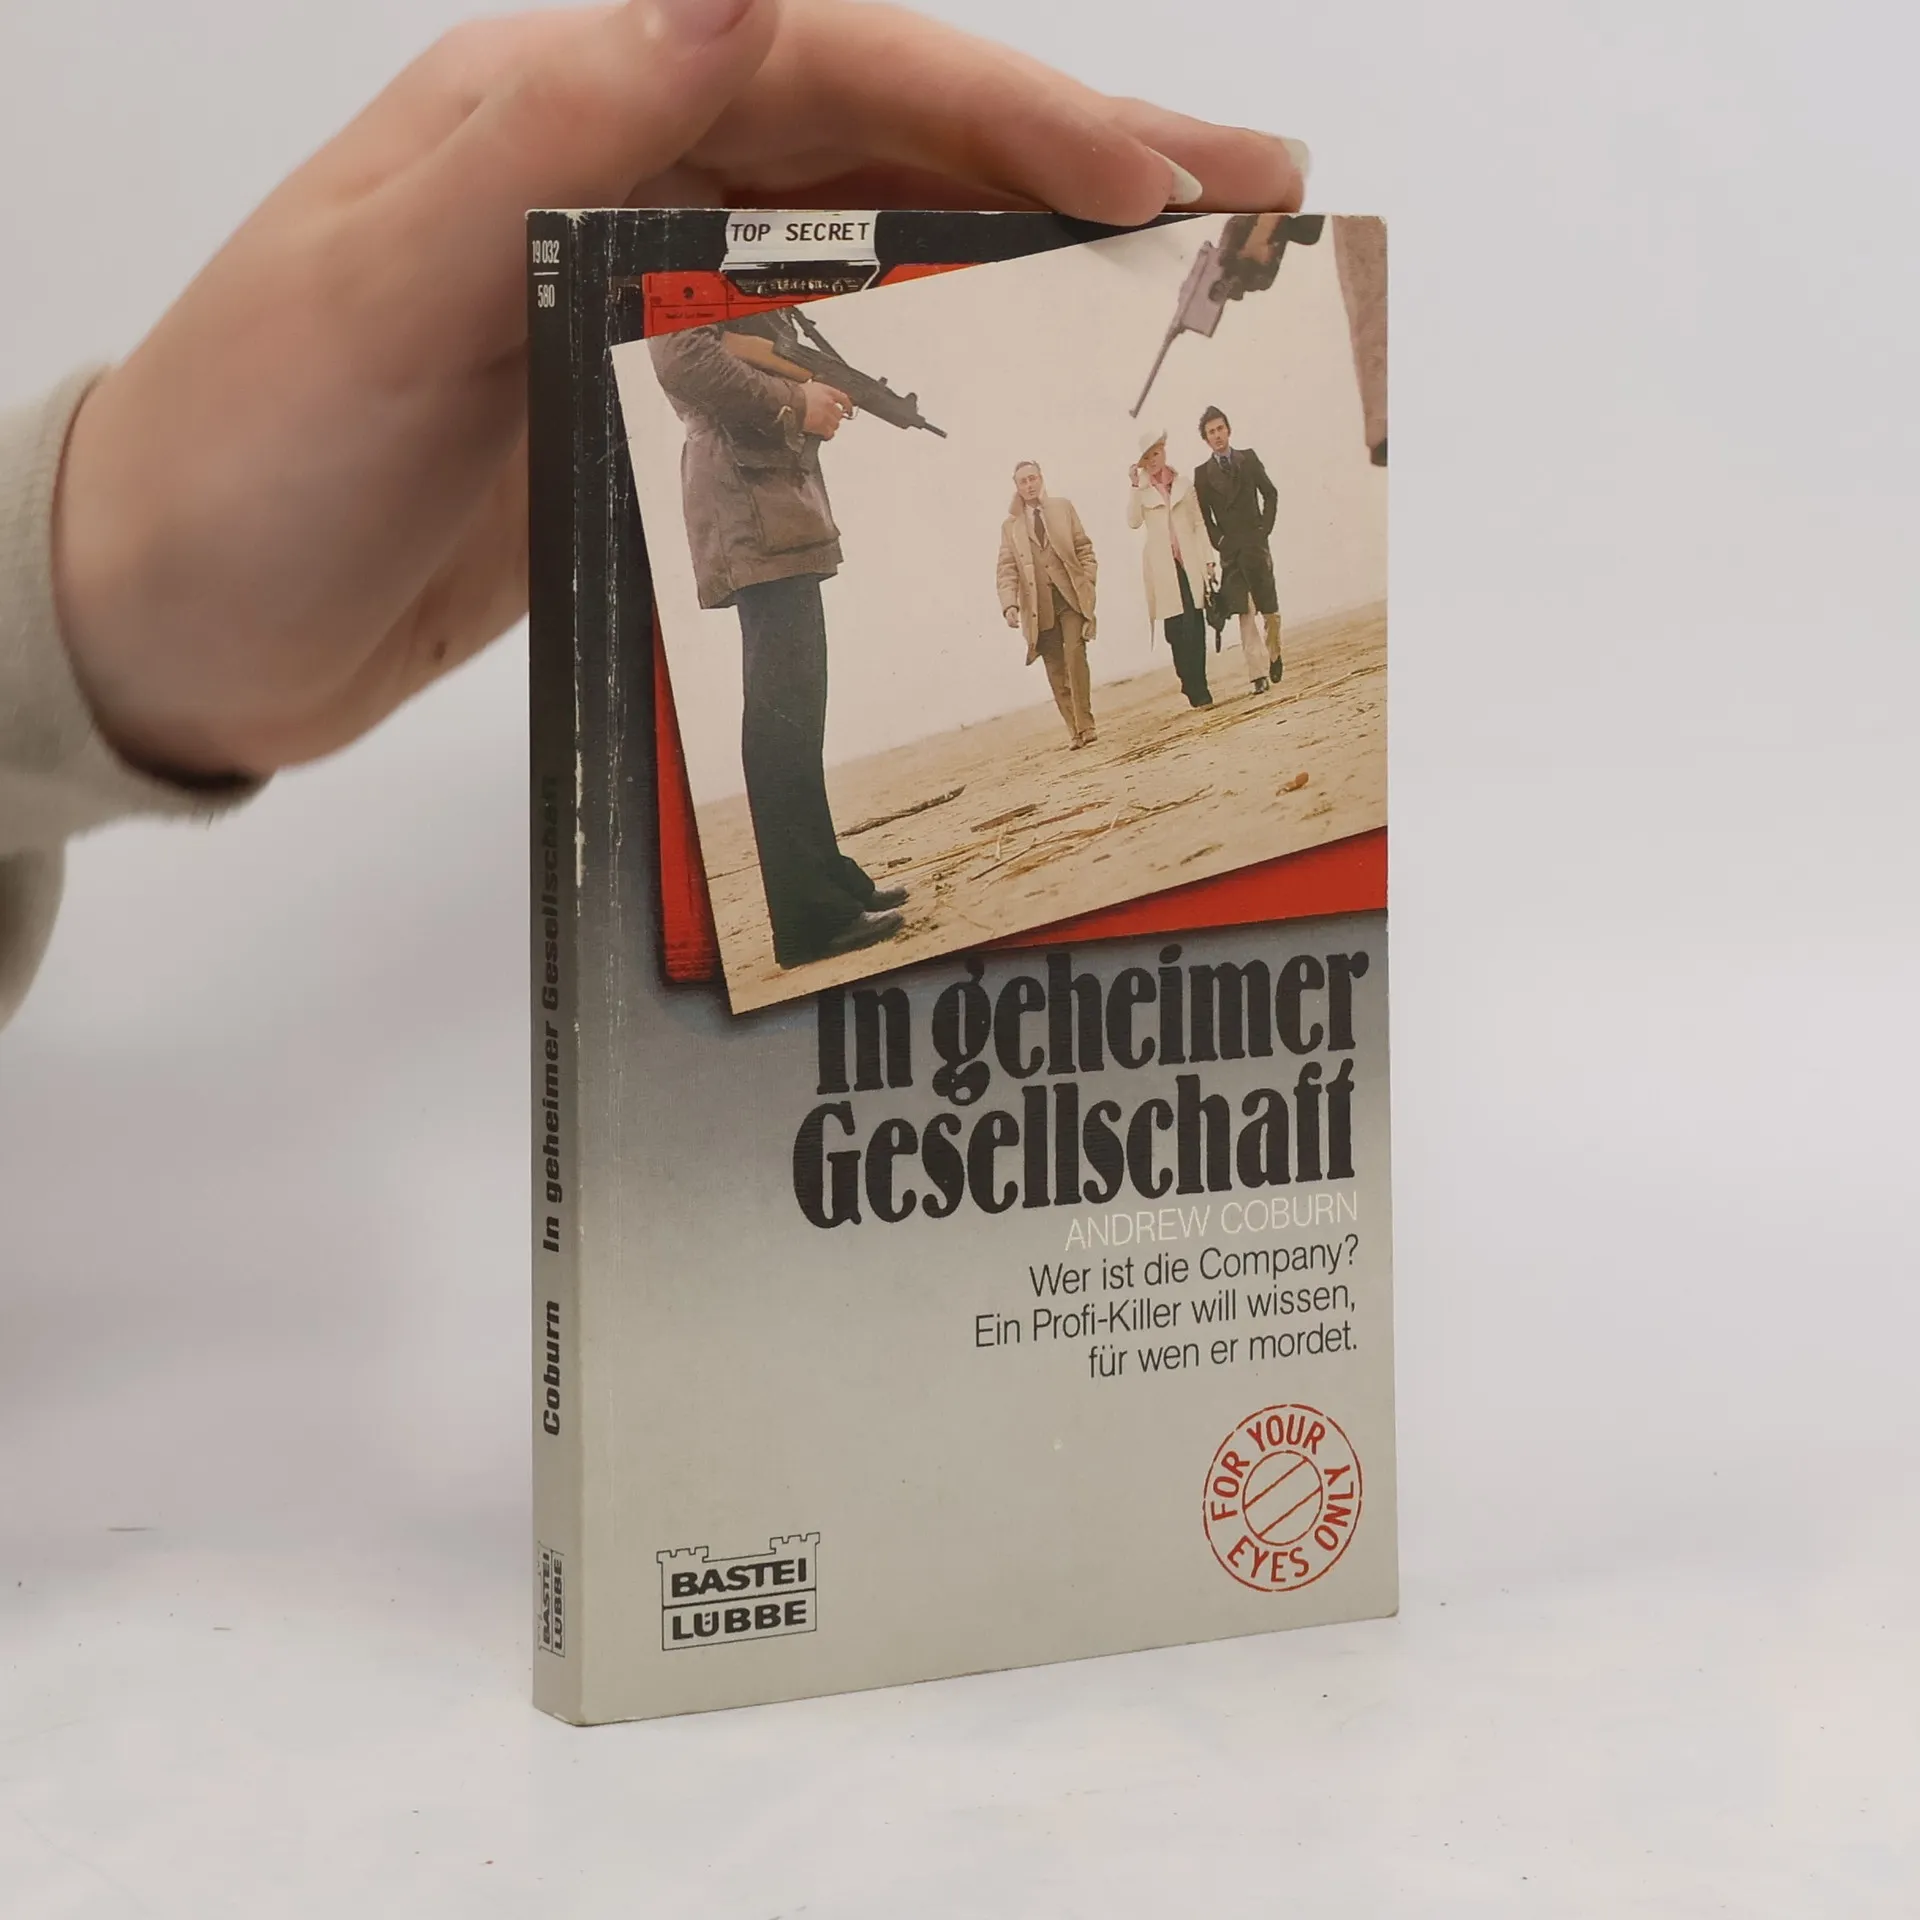 TOP SECRET
19 032
580
In geheimer
Gesellschaft
ANDREW COBURN
Wer ist die Company?
Ein Profi-Killer will wissen,
für wen er mordet.
FOR YOUR EYES ONLY
BASTEI
LÜBBE
Coburn In geheimer Gesellschaft
BASTEI
LÜBBE